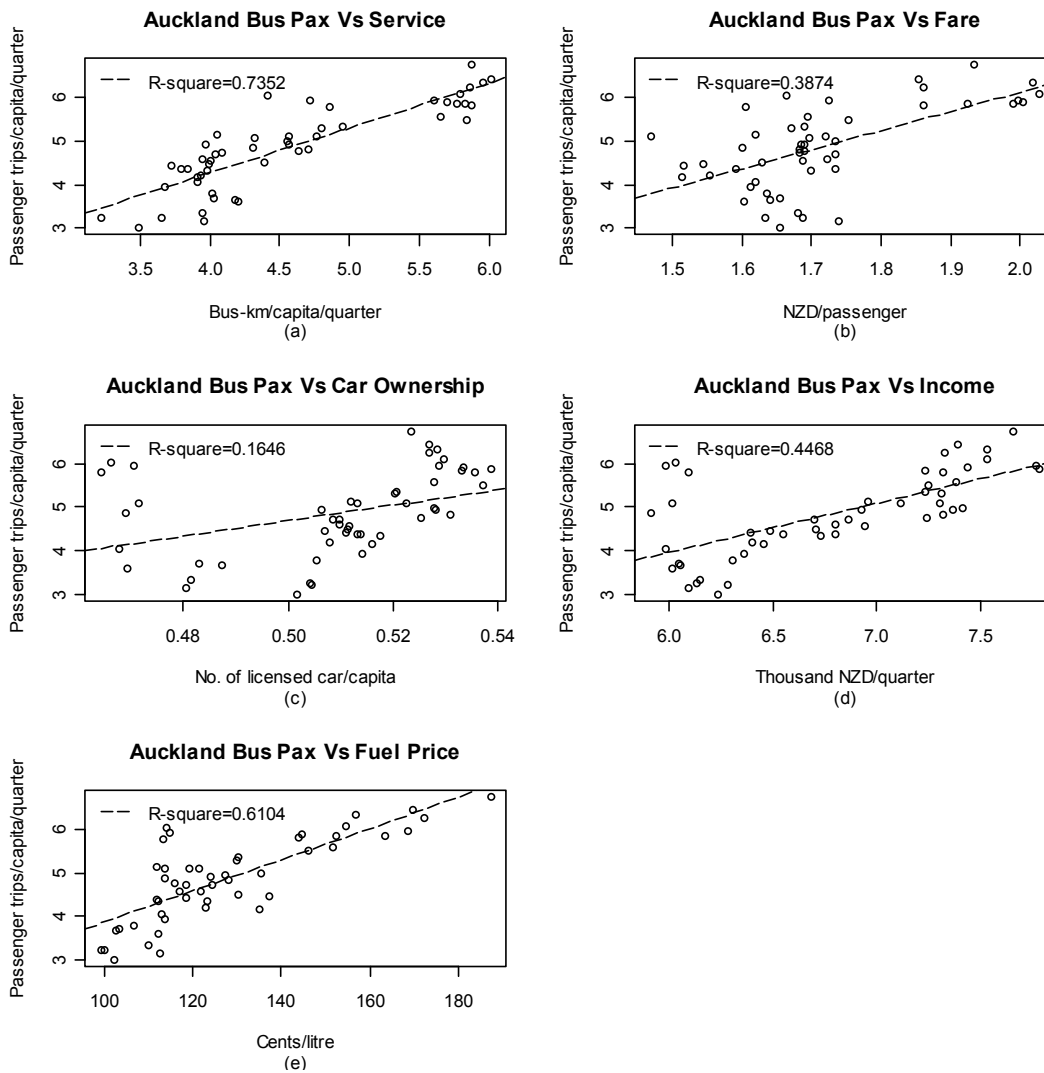 Auckland Bus Pax Vs Service
Passenger trips/capita/quarter
R-square=0.7352
3 4 5 6
3.5 4.0 4.5 5.0 5.5 6.0
Bus-km/capita/quarter
(a)
Auckland Bus Pax Vs Fare
Passenger trips/capita/quarter
R-square=0.3874
3 4 5 6
1.5 1.6 1.7 1.8 1.9 2.0
NZD/passenger
(b)
Auckland Bus Pax Vs Car Ownership
Passenger trips/capita/quarter
R-square=0.1646
3 4 5 6
0.48 0.50 0.52 0.54
No. of licensed car/capita
(c)
Auckland Bus Pax Vs Income
Passenger trips/capita/quarter
R-square=0.4468
3 4 5 6
6.0 6.5 7.0 7.5
Thousand NZD/quarter
(d)
Auckland Bus Pax Vs Fuel Price
Passenger trips/capita/quarter
R-square=0.6104
3 4 5 6
100 120 140 160 180
Cents/litre
(e)